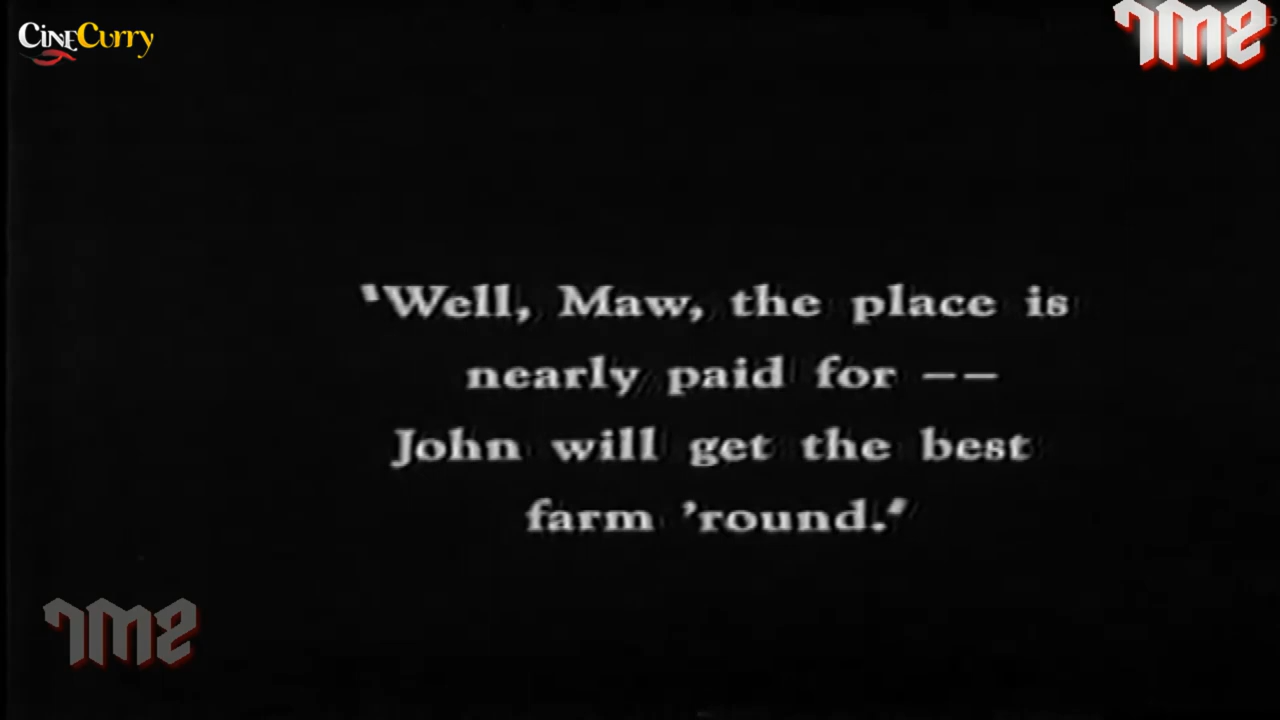 CineCurry
"Well, Maw, the place is
nearly paid for --
John will get the best
farm 'round."